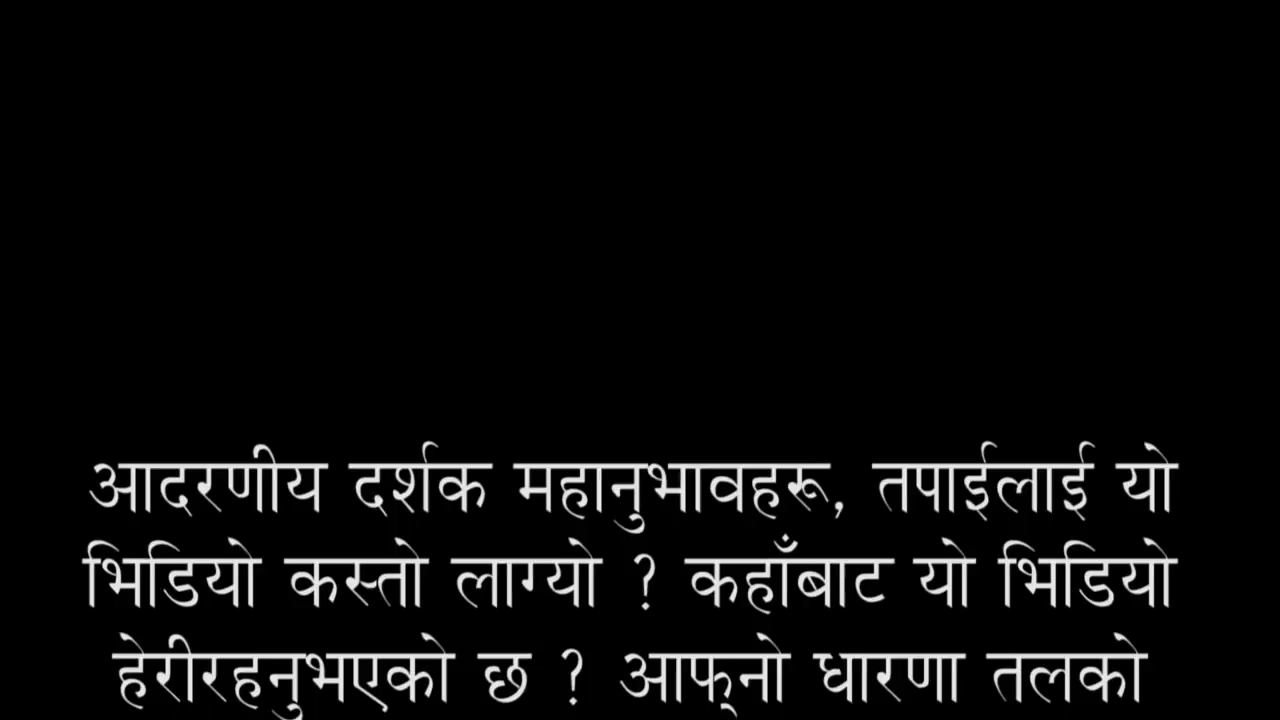 आदरणीय दर्शक महानुभावहरू, तपाईलाई यो
भिडियो कस्तो लाग्यो ? कहाँबाट यो भिडियो
हेरीरहनुभएको छ ? आफ्‌नो धारणा तलको